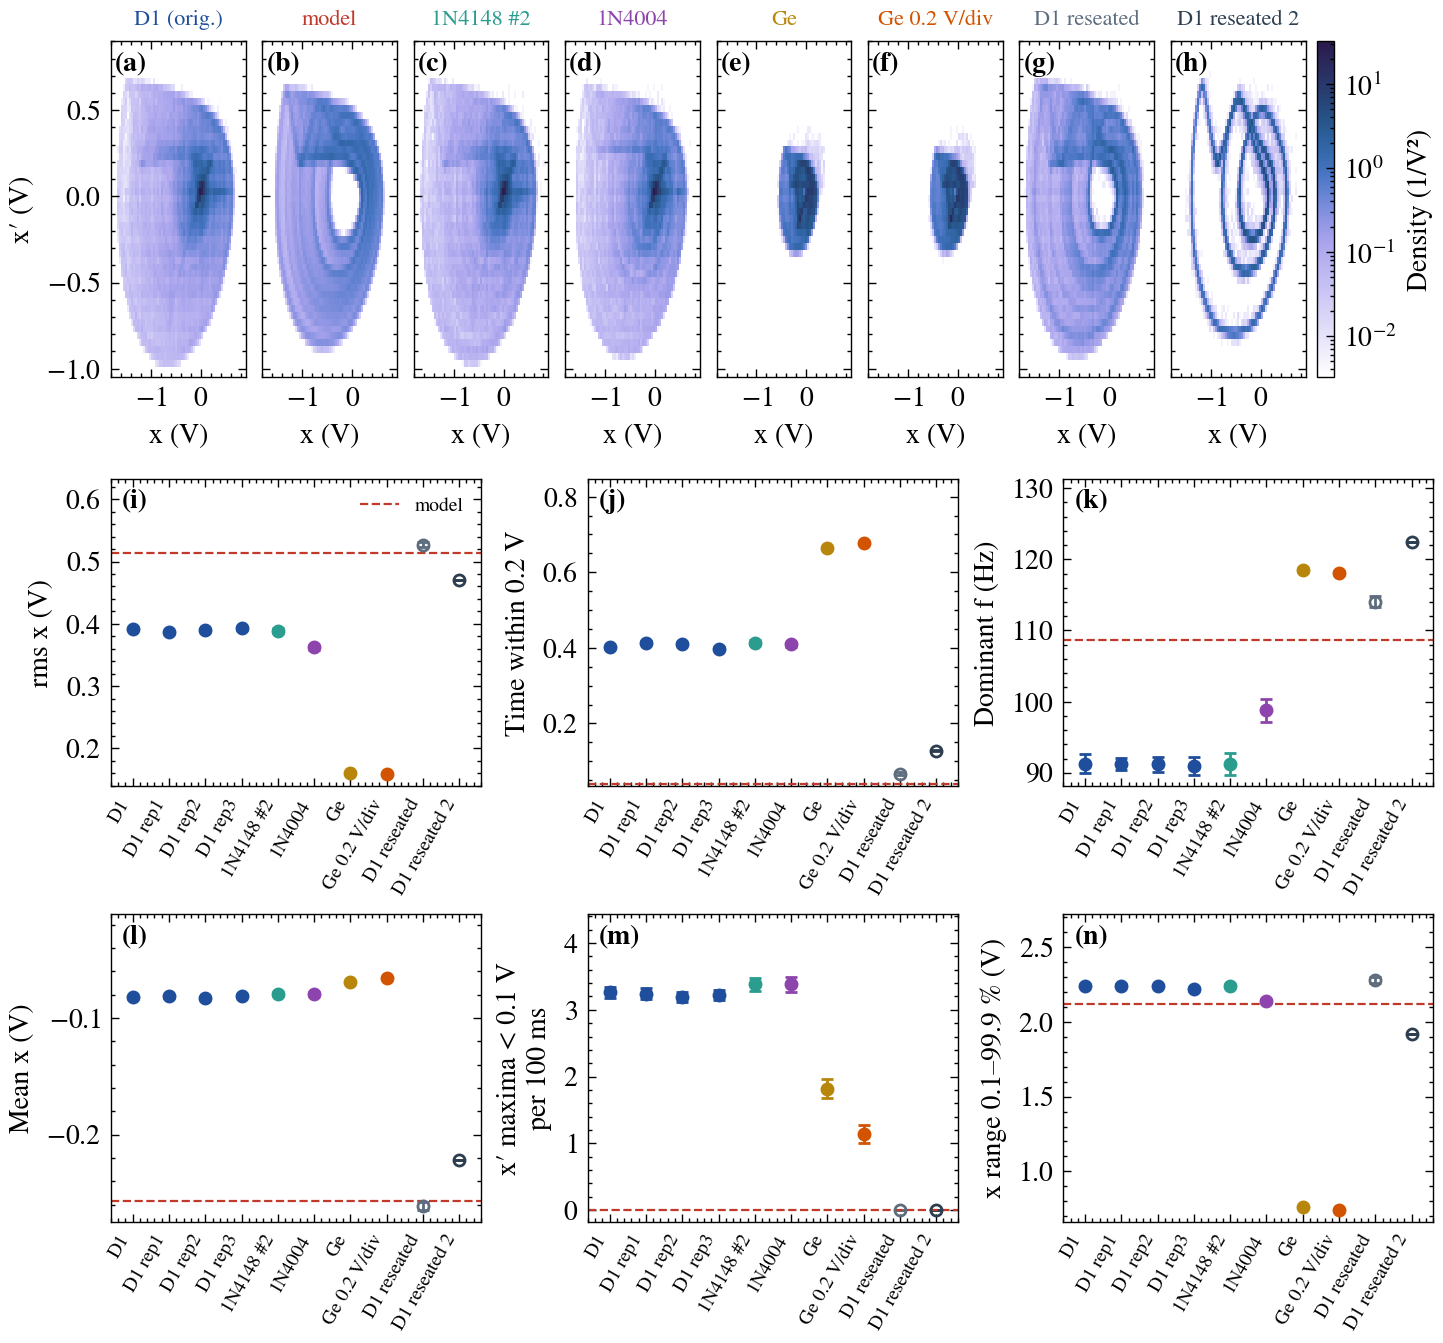 D1 (orig.) model 1N4148 #2 1N4004 Ge Ge 0.2 V/div D1 reseated D1 reseated 2
(a) (b) (c) (d) (e) (f) (g) (h)
x′ (V)
0.5
0.0
−0.5
−1.0
−1 0 −1 0 −1 0 −1 0 −1 0 −1 0 −1 0 −1 0
x (V) x (V) x (V) x (V) x (V) x (V) x (V) x (V)
10¹
10⁰
10⁻¹
10⁻²
Density (1/V²)
(i)
model
rms x (V)
0.6
0.5
0.4
0.3
0.2
D1 D1 rep1 D1 rep2 D1 rep3 1N4148 #2 1N4004 Ge Ge 0.2 V/div D1 reseated D1 reseated 2
(j)
Time within 0.2 V
0.8
0.6
0.4
0.2
D1 D1 rep1 D1 rep2 D1 rep3 1N4148 #2 1N4004 Ge Ge 0.2 V/div D1 reseated D1 reseated 2
(k)
Dominant f (Hz)
130
120
110
100
90
D1 D1 rep1 D1 rep2 D1 rep3 1N4148 #2 1N4004 Ge Ge 0.2 V/div D1 reseated D1 reseated 2
(l)
Mean x (V)
−0.1
−0.2
D1 D1 rep1 D1 rep2 D1 rep3 1N4148 #2 1N4004 Ge Ge 0.2 V/div D1 reseated D1 reseated 2
(m)
x′ maxima < 0.1 V
per 100 ms
4
3
2
1
0
D1 D1 rep1 D1 rep2 D1 rep3 1N4148 #2 1N4004 Ge Ge 0.2 V/div D1 reseated D1 reseated 2
(n)
x range 0.1–99.9 % (V)
2.5
2.0
1.5
1.0
D1 D1 rep1 D1 rep2 D1 rep3 1N4148 #2 1N4004 Ge Ge 0.2 V/div D1 reseated D1 reseated 2